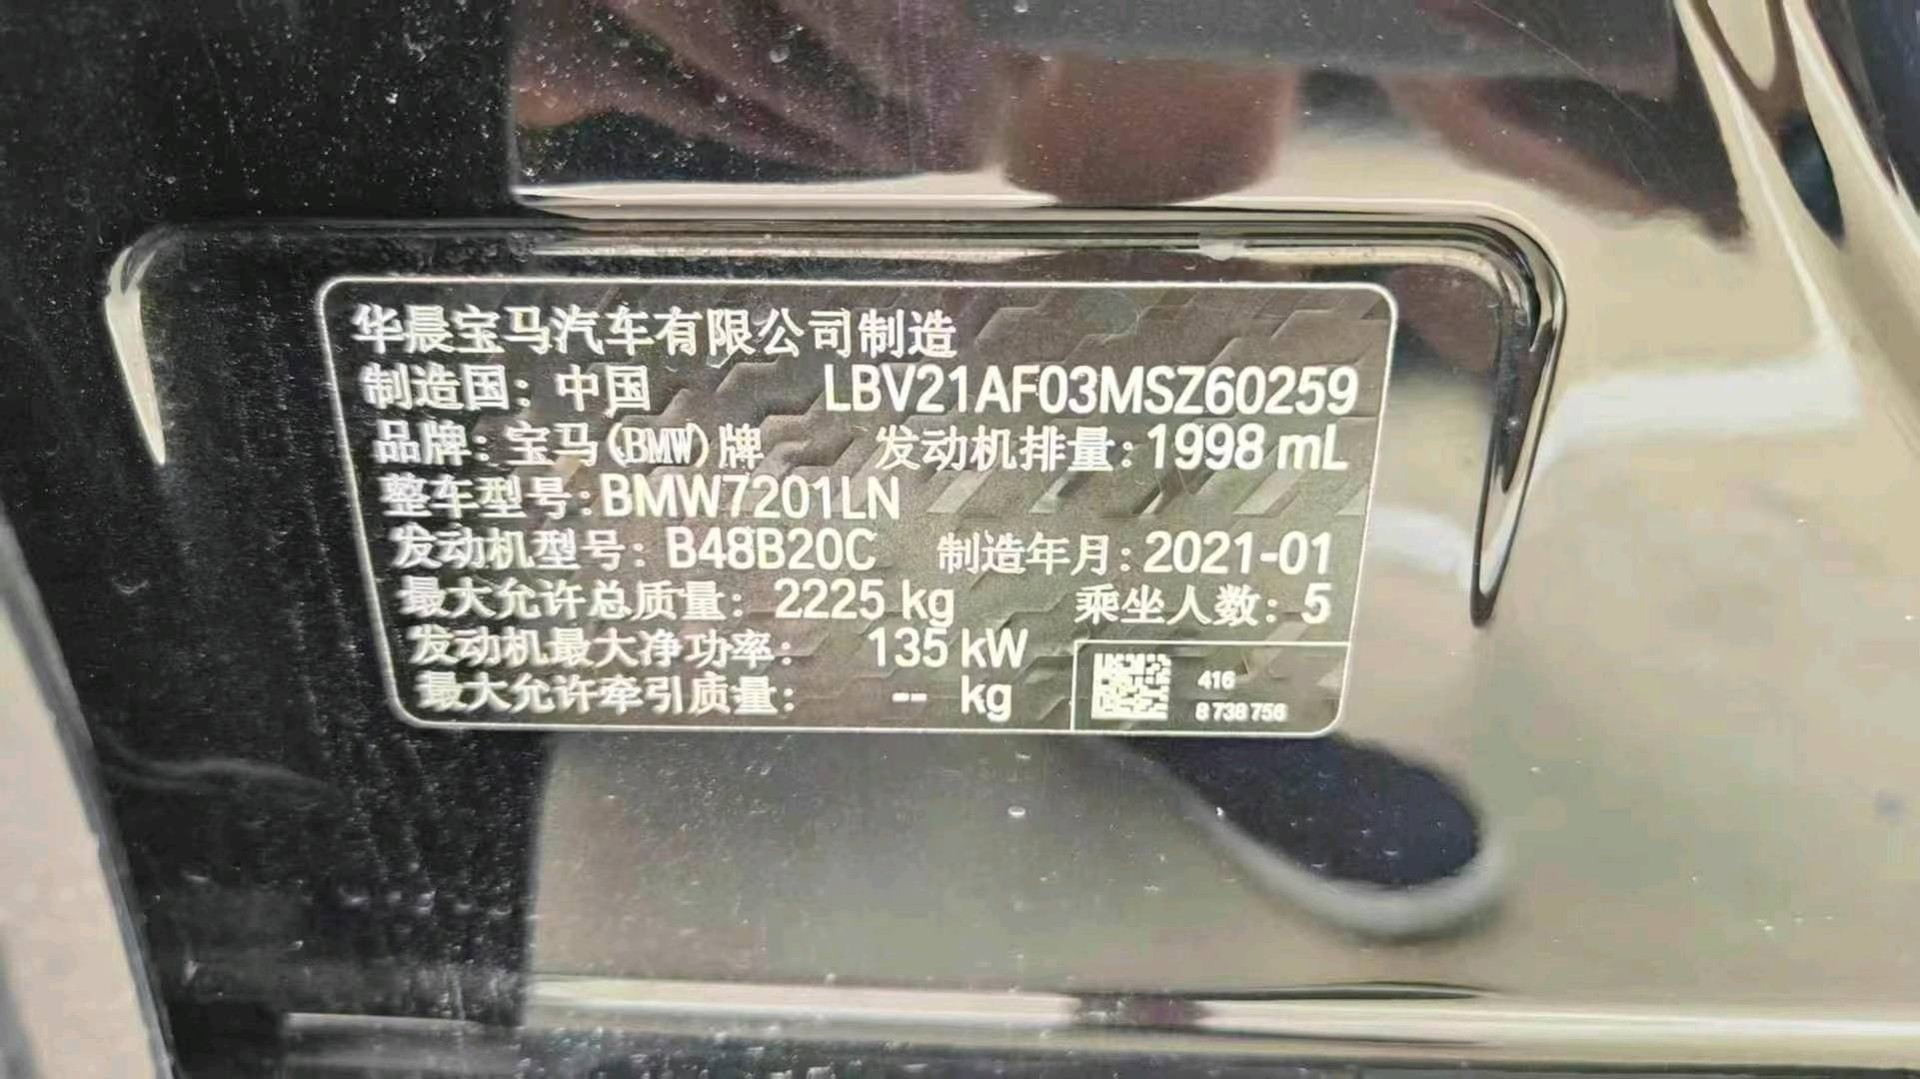 华晨宝马汽车有限公司制造
制造国：中国 LBV21AF03MSZ60259
品牌：宝马(BMW)牌 发动机排量：1998 mL
整车型号：BMW7201LN
发动机型号：B48B20C 制造年月：2021-01
最大允许总质量：2225 kg 乘坐人数：5
发动机最大净功率：135 kW
最大允许牵引质量：-- kg
416
8 738 756